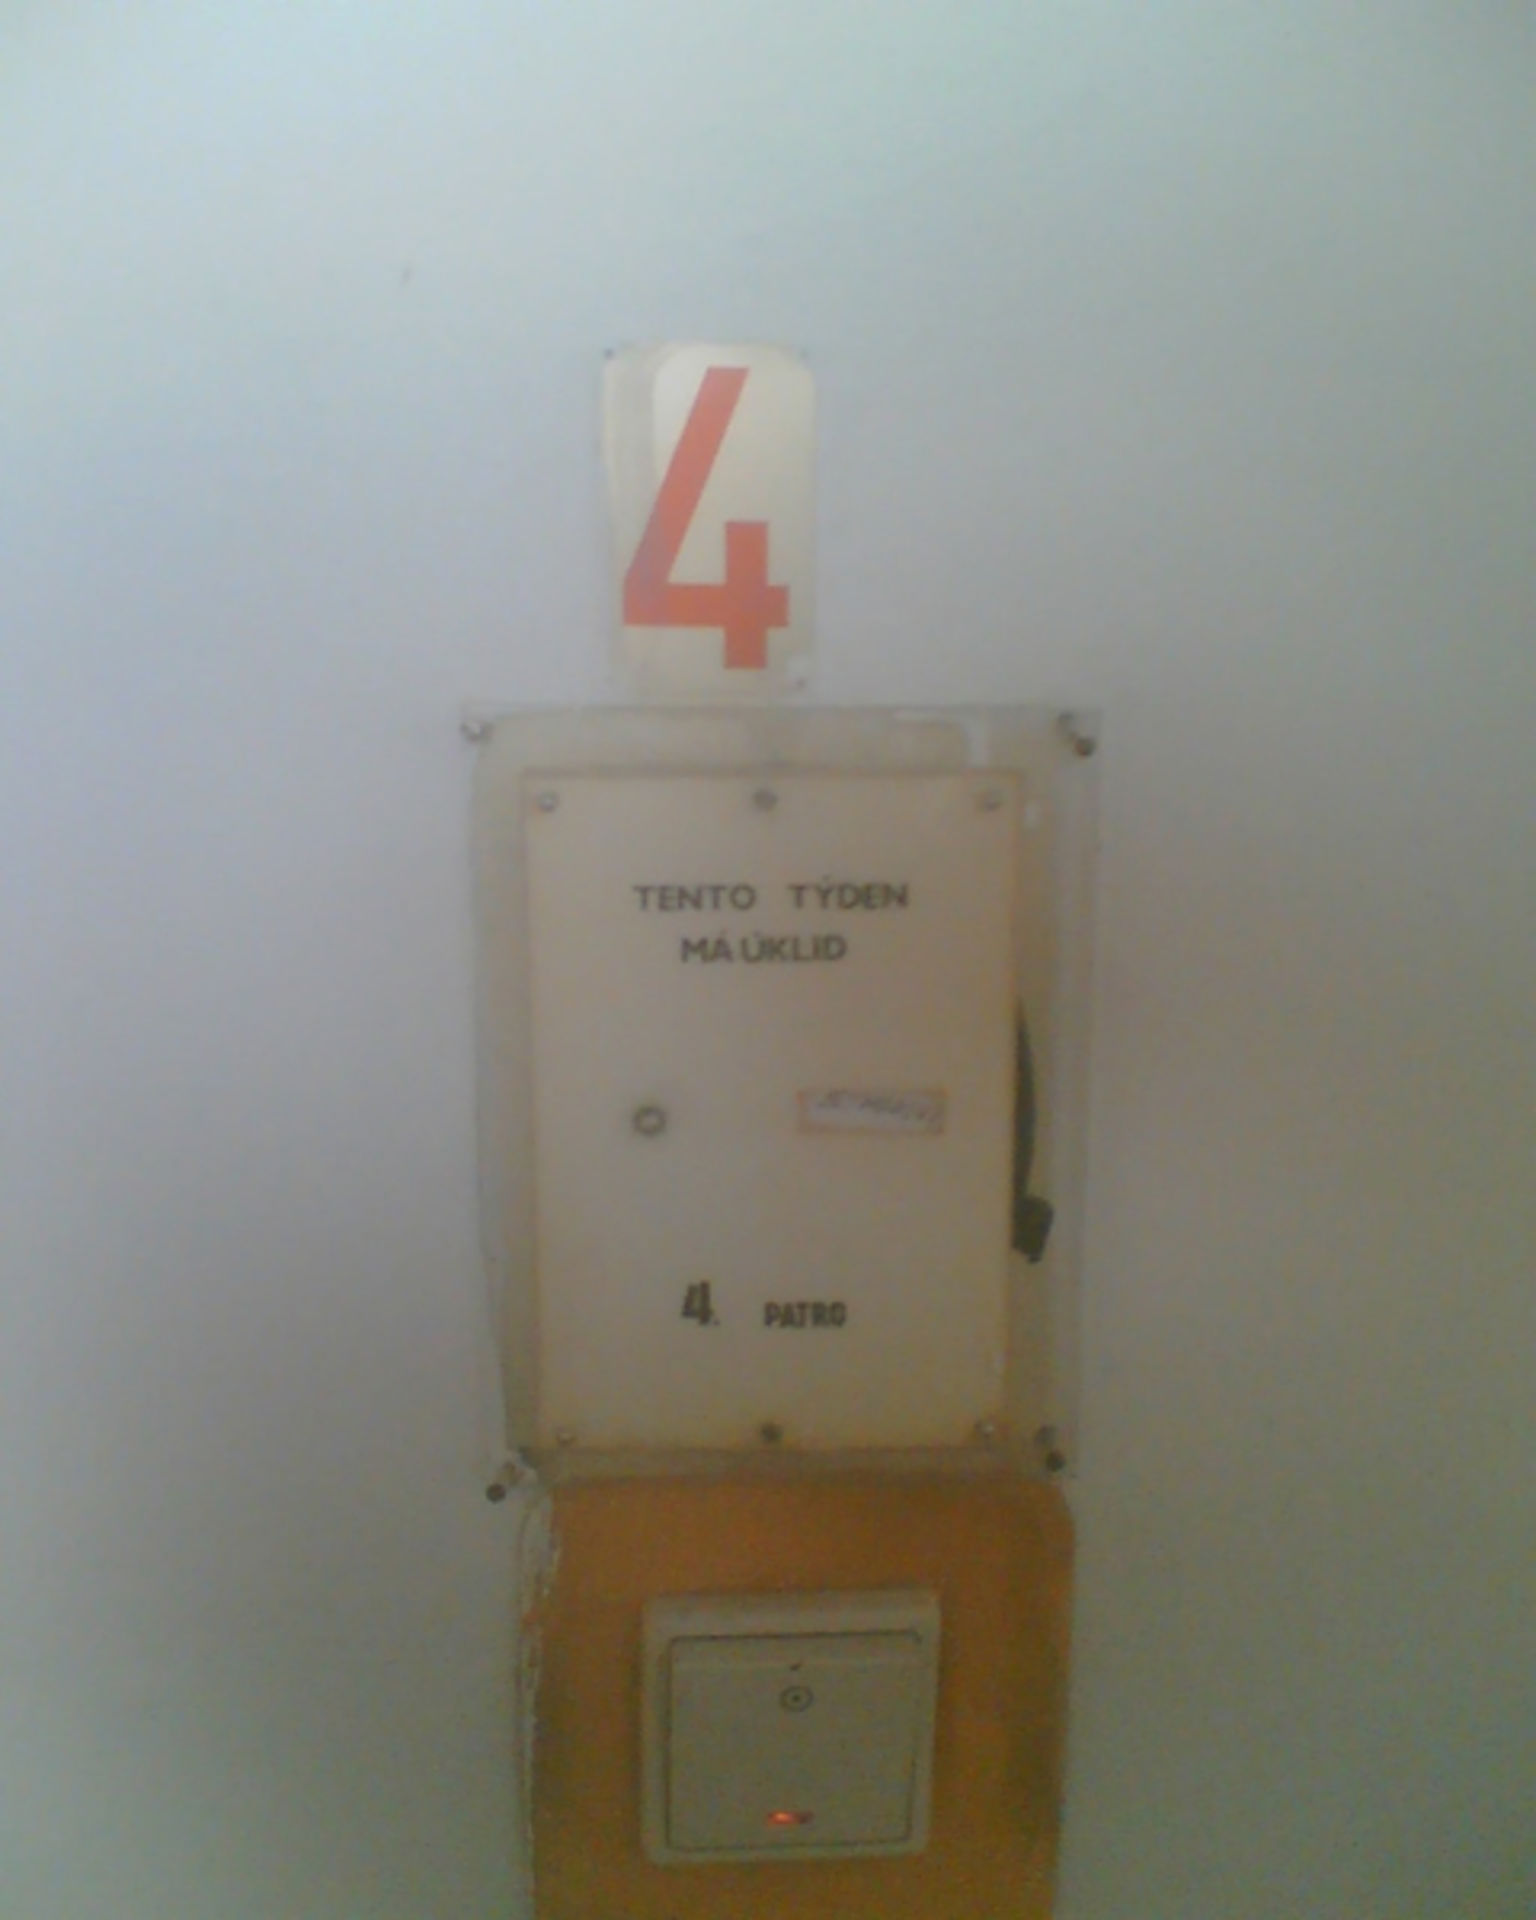 4
TENTO TÝDEN
MÁ ÚKLID
4. PATRO